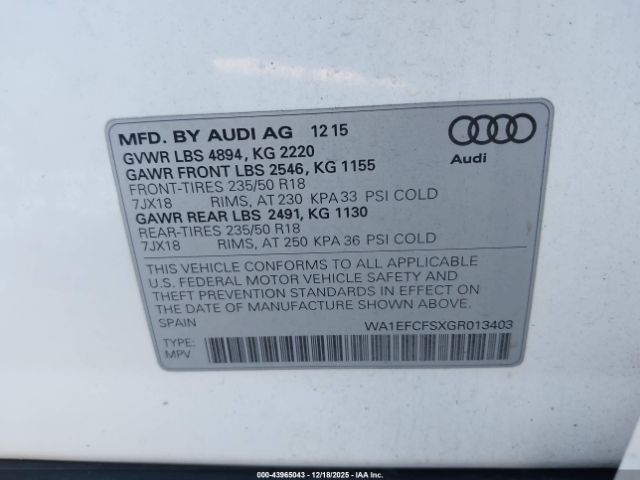 MFD. BY AUDI AG 12 15
GVWR LBS 4894, KG 2220
GAWR FRONT LBS 2546, KG 1155
FRONT-TIRES 235/50 R18
7JX18 RIMS, AT 230 KPA 33 PSI COLD
GAWR REAR LBS 2491, KG 1130
REAR-TIRES 235/50 R18
7JX18 RIMS, AT 250 KPA 36 PSI COLD
Audi
THIS VEHICLE CONFORMS TO ALL APPLICABLE
U.S. FEDERAL MOTOR VEHICLE SAFETY AND
THEFT PREVENTION STANDARDS IN EFFECT ON
THE DATE OF MANUFACTURE SHOWN ABOVE.
SPAIN WA1EFCFSXGR013403
TYPE:
MPV
000-43965043 - 12/18/2025 - IAA Inc.